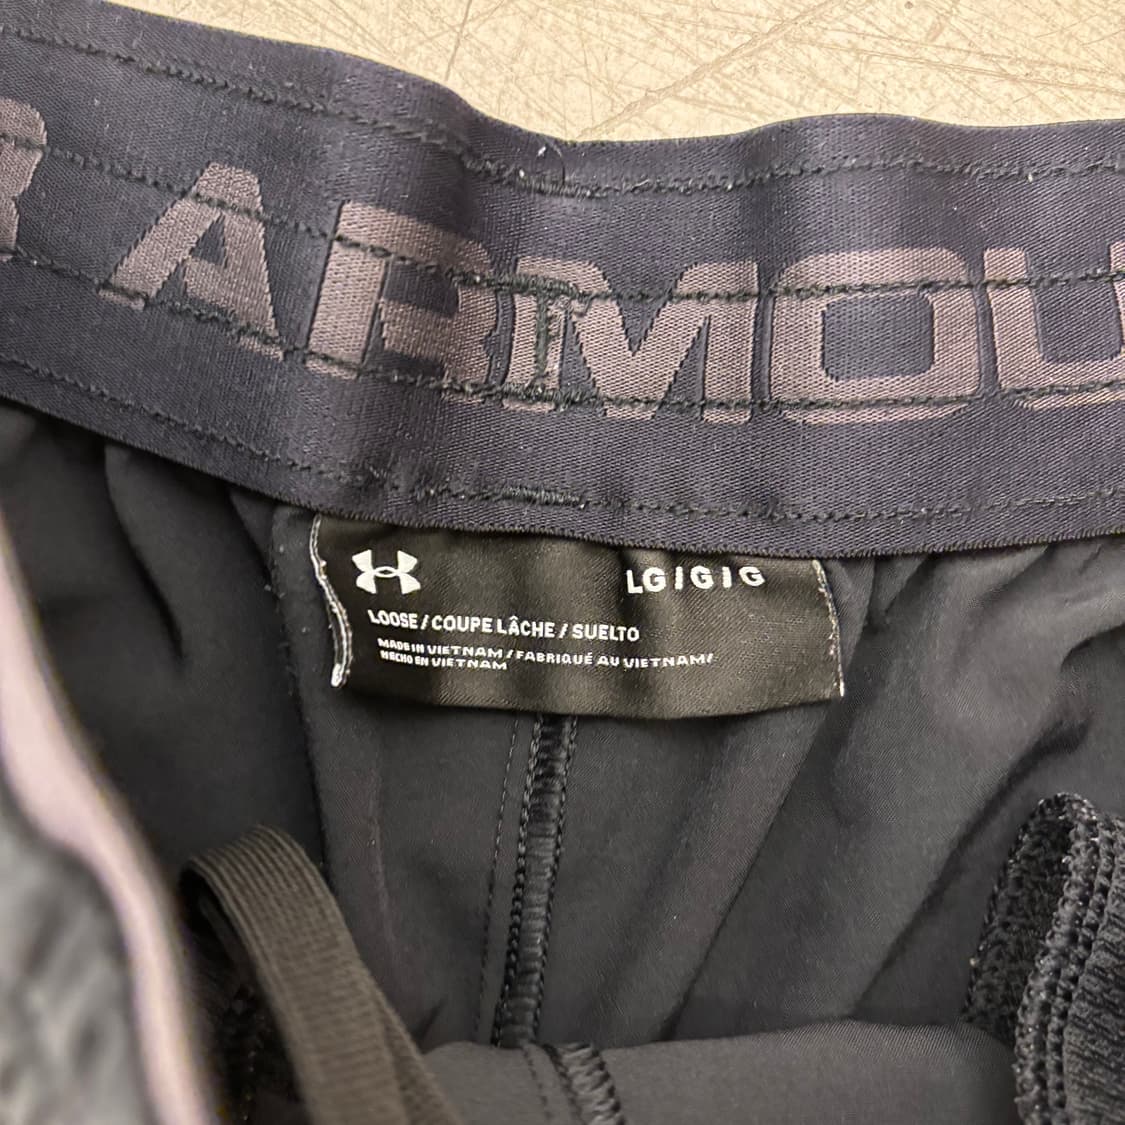 R ARMOU
LG / G / G
LOOSE / COUPE LÂCHE / SUELTO
MADE IN VIETNAM / FABRIQUÉ AU VIETNAM/
HECHO EN VIETNAM